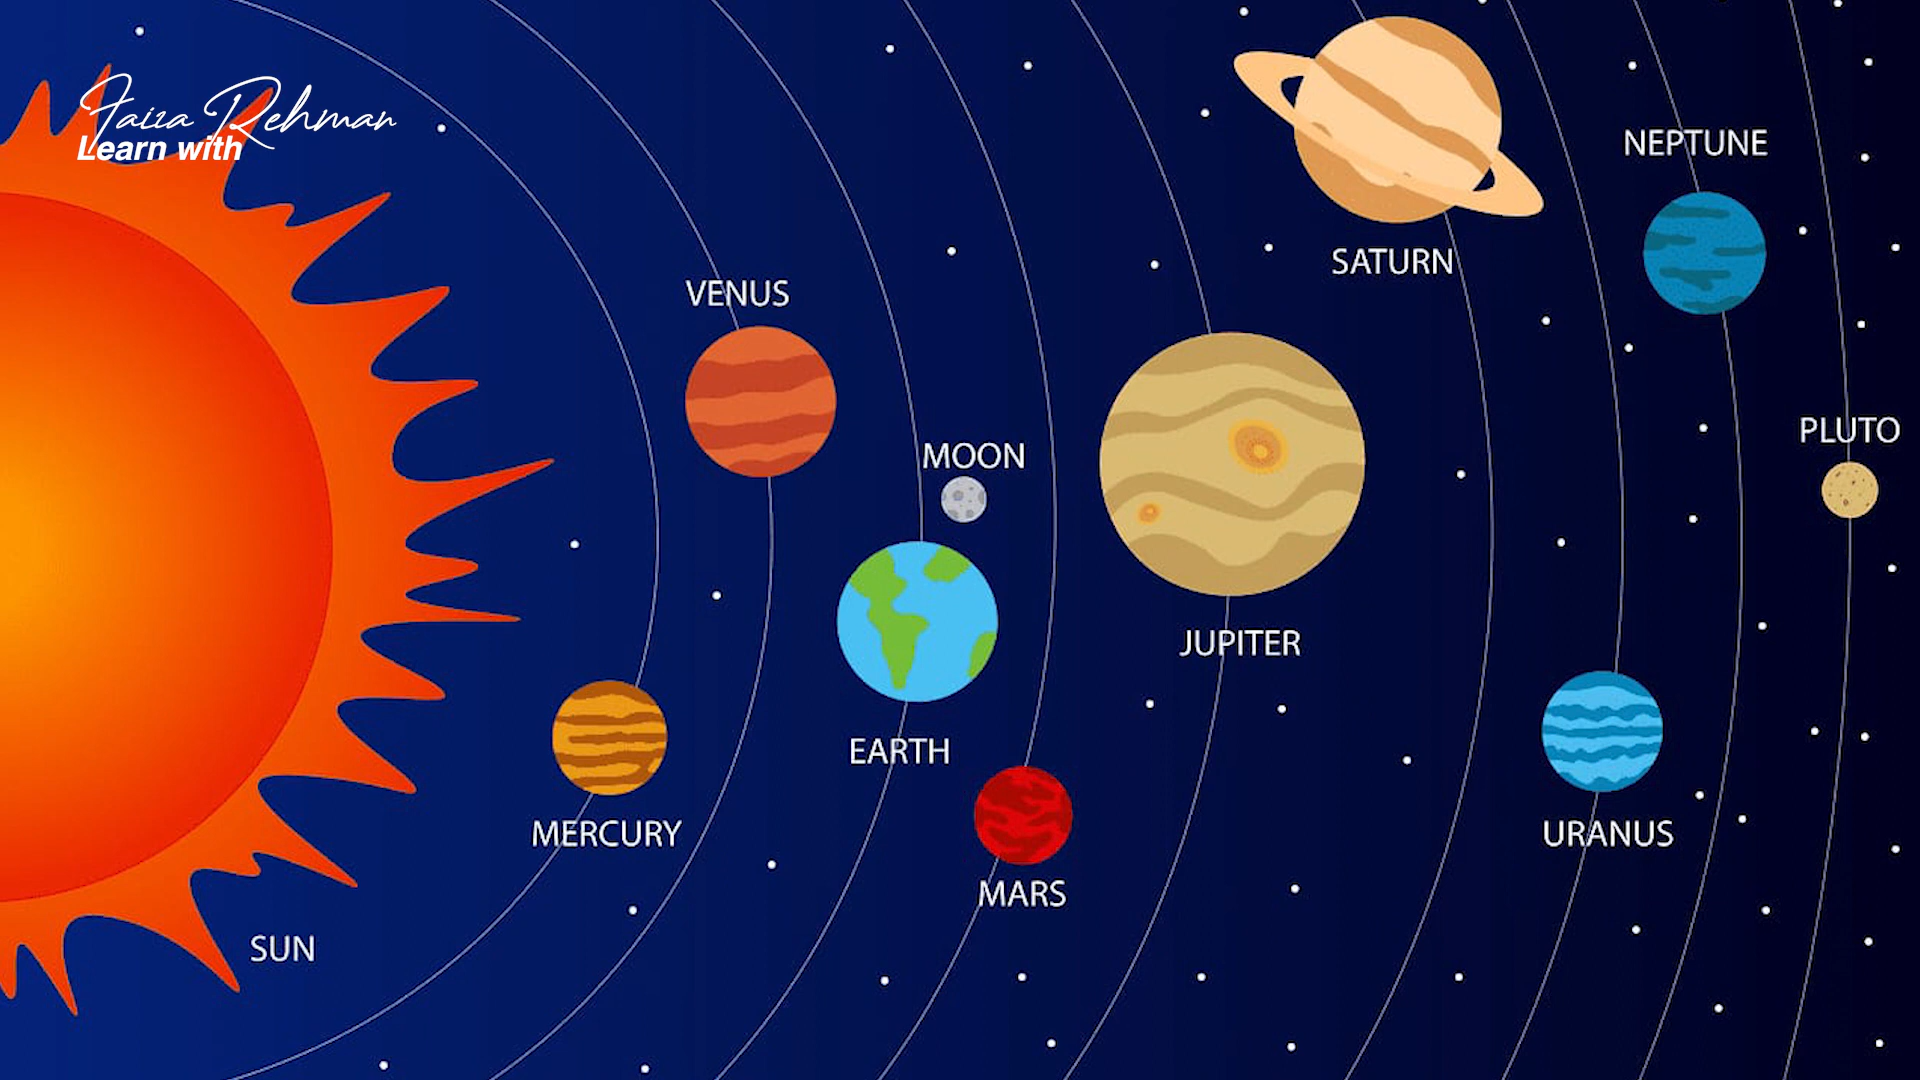 Faiza Rehman
Learn with
NEPTUNE
SATURN
VENUS
PLUTO
MOON
JUPITER
EARTH
MERCURY
URANUS
MARS
SUN